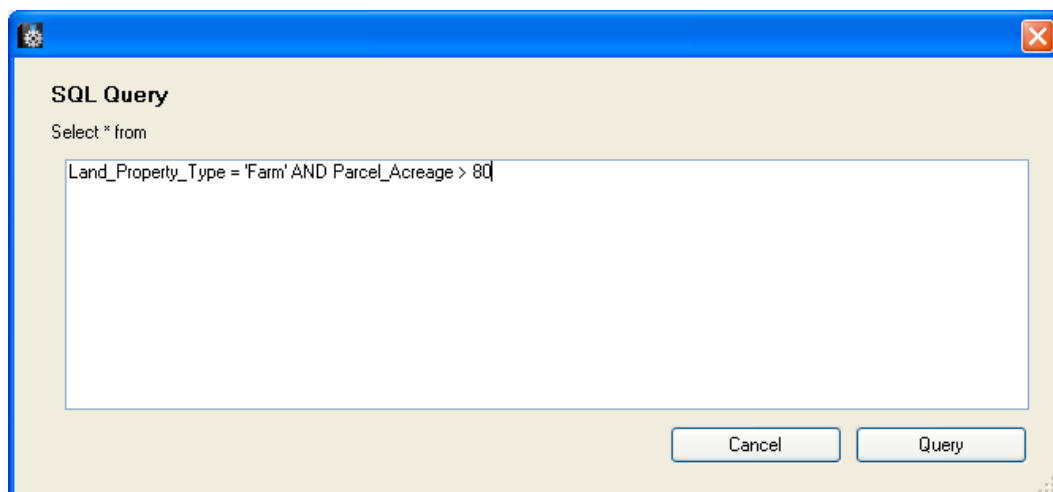 SQL Query
Select * from
Land_Property_Type = 'Farm' AND Parcel_Acreage > 80
Cancel
Query